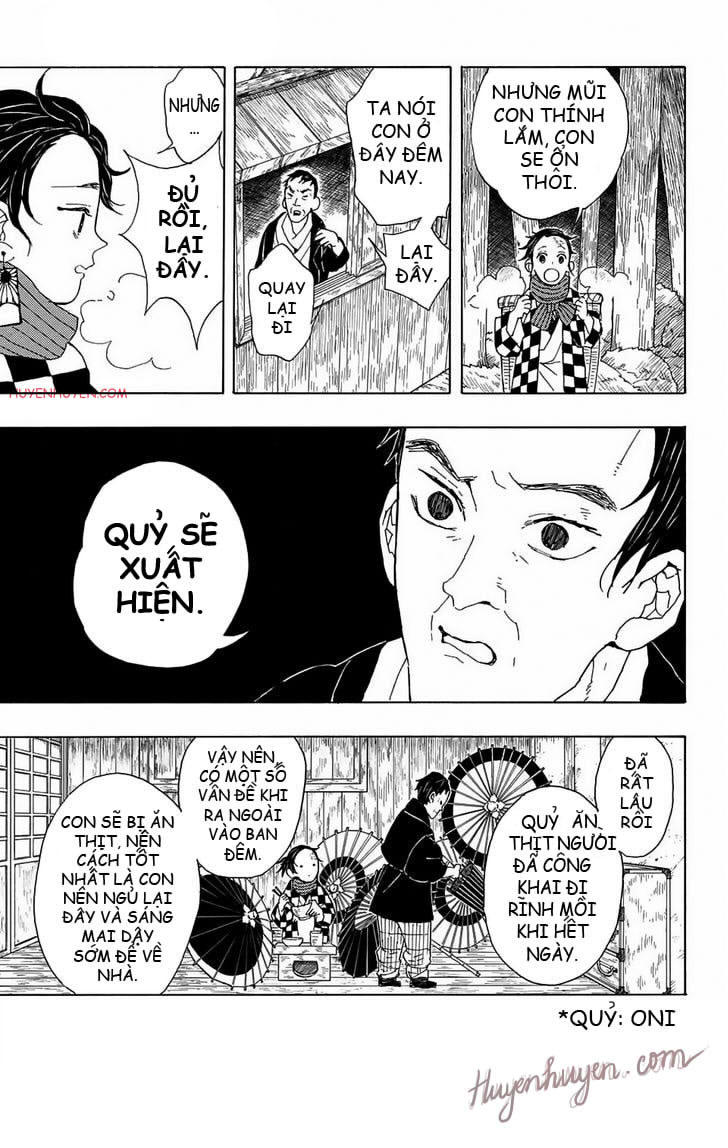 NHƯNG MŨI
CON THÍNH
LẮM, CON
SE ỔN
THÔI.
TA NÓI
CON Ở
ĐÂY ĐÊM
NAY.
LẠI
ĐÂY.
QUAY
LẠI
ĐI
NHƯNG
...
ĐỦ
RỒI,
LẠI
ĐÂY.
HUYENHUYEN.COM
QUỶ SẼ
XUẤT
HIỆN.
ĐÃ
RẤT
LÂU
RỒI
QUỶ ĂN
THỊT NGƯỜI
ĐÃ CÔNG
KHAI ĐI
RÌNH MỒI
KHI HẾT
NGÀY.
VẬY NÊN,
CÓ MỘT SỐ
VẤN ĐỀ KHI
RA NGOÀI
VÀO BAN
ĐÊM.
CON SẼ BỊ ĂN
THỊT, NÊN
CÁCH TỐT
NHẤT LÀ CON
NÊN NGỦ LẠI
ĐÂY VÀ SÁNG
MAI DẬY
SỚM ĐỂ VỀ
NHÀ.
*QUỶ: ONI
Huyenhuyen.com